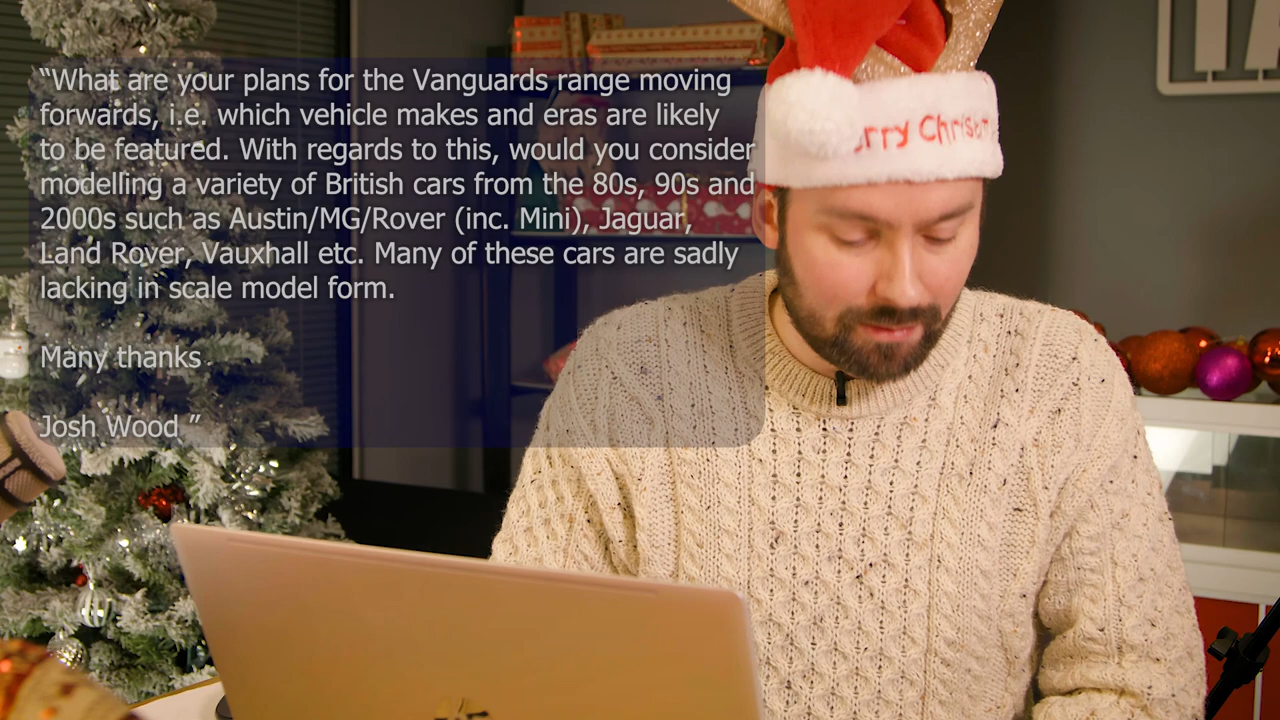 “What are your plans for the Vanguards range moving
forwards, i.e. which vehicle makes and eras are likely
to be featured. With regards to this, would you consider
modelling a variety of British cars from the 80s, 90s and
2000s such as Austin/MG/Rover (inc. Mini), Jaguar,
Land Rover, Vauxhall etc. Many of these cars are sadly
lacking in scale model form.
Many thanks
Josh Wood ”